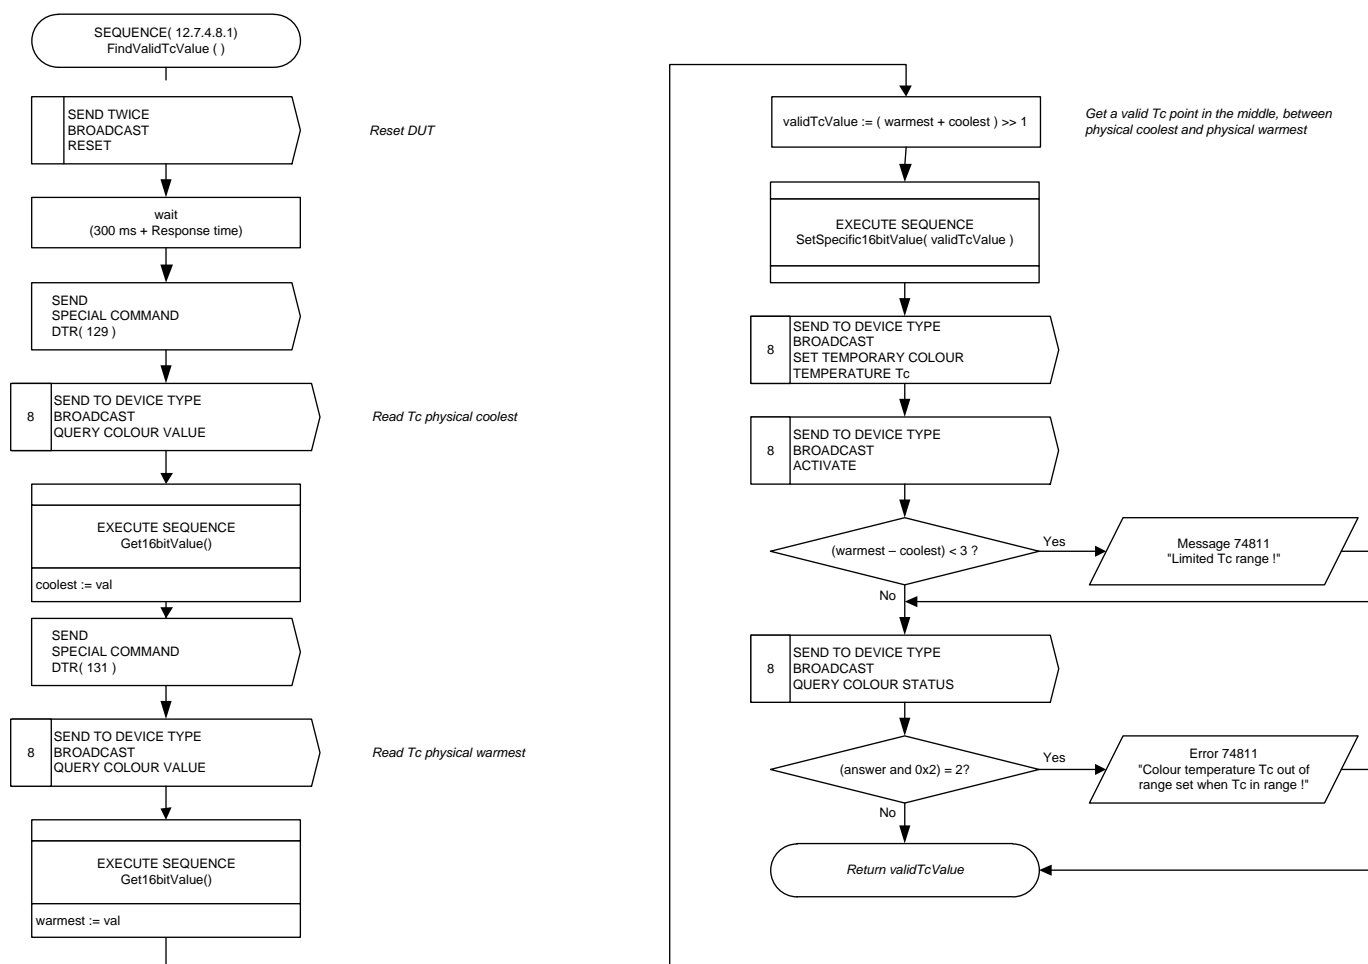 SEQUENCE( 12.7.4.8.1)
FindValidTcValue ( )
SEND TWICE
BROADCAST
RESET
Reset DUT
wait
(300 ms + Response time)
SEND
SPECIAL COMMAND
DTR( 129 )
8
SEND TO DEVICE TYPE
BROADCAST
QUERY COLOUR VALUE
Read Tc physical coolest
EXECUTE SEQUENCE
Get16bitValue()
coolest := val
SEND
SPECIAL COMMAND
DTR( 131 )
8
SEND TO DEVICE TYPE
BROADCAST
QUERY COLOUR VALUE
Read Tc physical warmest
EXECUTE SEQUENCE
Get16bitValue()
warmest := val
validTcValue := ( warmest + coolest ) >> 1
Get a valid Tc point in the middle, between
physical coolest and physical warmest
EXECUTE SEQUENCE
SetSpecific16bitValue( validTcValue )
8
SEND TO DEVICE TYPE
BROADCAST
SET TEMPORARY COLOUR
TEMPERATURE Tc
8
SEND TO DEVICE TYPE
BROADCAST
ACTIVATE
(warmest – coolest) < 3 ?
Yes
Message 74811
"Limited Tc range !"
No
8
SEND TO DEVICE TYPE
BROADCAST
QUERY COLOUR STATUS
(answer and 0x2) = 2?
Yes
Error 74811
"Colour temperature Tc out of
range set when Tc in range !"
No
Return validTcValue